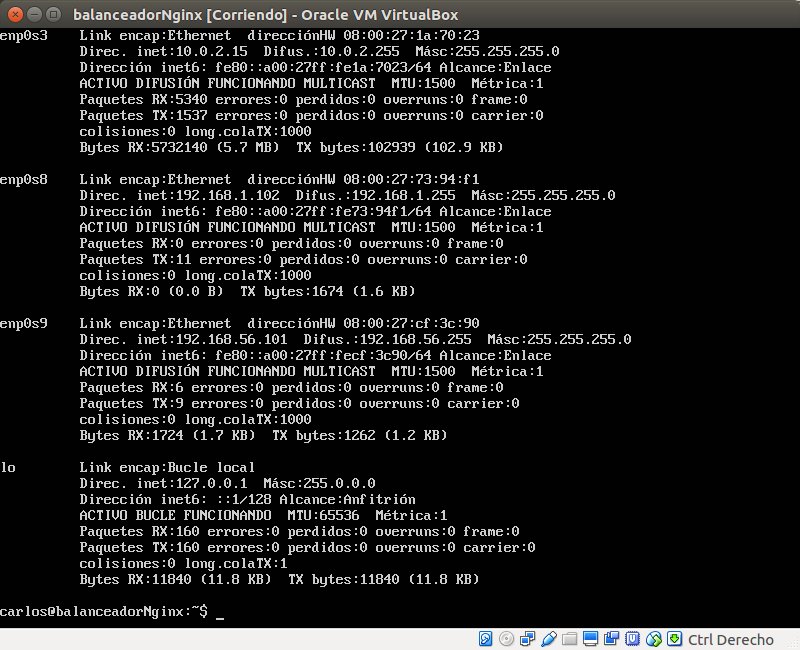 balanceadorNginx [Corriendo] - Oracle VM VirtualBox
enp0s3    Link encap:Ethernet  direcciónHW 08:00:27:1a:70:23
          Direc. inet:10.0.2.15  Difus.:10.0.2.255  Másc:255.255.255.0
          Dirección inet6: fe80::a00:27ff:fe1a:7023/64 Alcance:Enlace
          ACTIVO DIFUSIÓN FUNCIONANDO MULTICAST  MTU:1500  Métrica:1
          Paquetes RX:5340 errores:0 perdidos:0 overruns:0 frame:0
          Paquetes TX:1537 errores:0 perdidos:0 overruns:0 carrier:0
          colisiones:0 long.colaTX:1000
          Bytes RX:5732140 (5.7 MB)  TX bytes:102939 (102.9 KB)

enp0s8    Link encap:Ethernet  direcciónHW 08:00:27:73:94:f1
          Direc. inet:192.168.1.102  Difus.:192.168.1.255  Másc:255.255.255.0
          Dirección inet6: fe80::a00:27ff:fe73:94f1/64 Alcance:Enlace
          ACTIVO DIFUSIÓN FUNCIONANDO MULTICAST  MTU:1500  Métrica:1
          Paquetes RX:0 errores:0 perdidos:0 overruns:0 frame:0
          Paquetes TX:11 errores:0 perdidos:0 overruns:0 carrier:0
          colisiones:0 long.colaTX:1000
          Bytes RX:0 (0.0 B)  TX bytes:1674 (1.6 KB)

enp0s9    Link encap:Ethernet  direcciónHW 08:00:27:cf:3c:90
          Direc. inet:192.168.56.101  Difus.:192.168.56.255  Másc:255.255.255.0
          Dirección inet6: fe80::a00:27ff:fecf:3c90/64 Alcance:Enlace
          ACTIVO DIFUSIÓN FUNCIONANDO MULTICAST  MTU:1500  Métrica:1
          Paquetes RX:6 errores:0 perdidos:0 overruns:0 frame:0
          Paquetes TX:9 errores:0 perdidos:0 overruns:0 carrier:0
          colisiones:0 long.colaTX:1000
          Bytes RX:1724 (1.7 KB)  TX bytes:1262 (1.2 KB)

lo        Link encap:Bucle local
          Direc. inet:127.0.0.1  Másc:255.0.0.0
          Dirección inet6: ::1/128 Alcance:Anfitrión
          ACTIVO BUCLE FUNCIONANDO  MTU:65536  Métrica:1
          Paquetes RX:160 errores:0 perdidos:0 overruns:0 frame:0
          Paquetes TX:160 errores:0 perdidos:0 overruns:0 carrier:0
          colisiones:0 long.colaTX:1
          Bytes RX:11840 (11.8 KB)  TX bytes:11840 (11.8 KB)

carlos@balanceadorNginx:~$ _
Ctrl Derecho